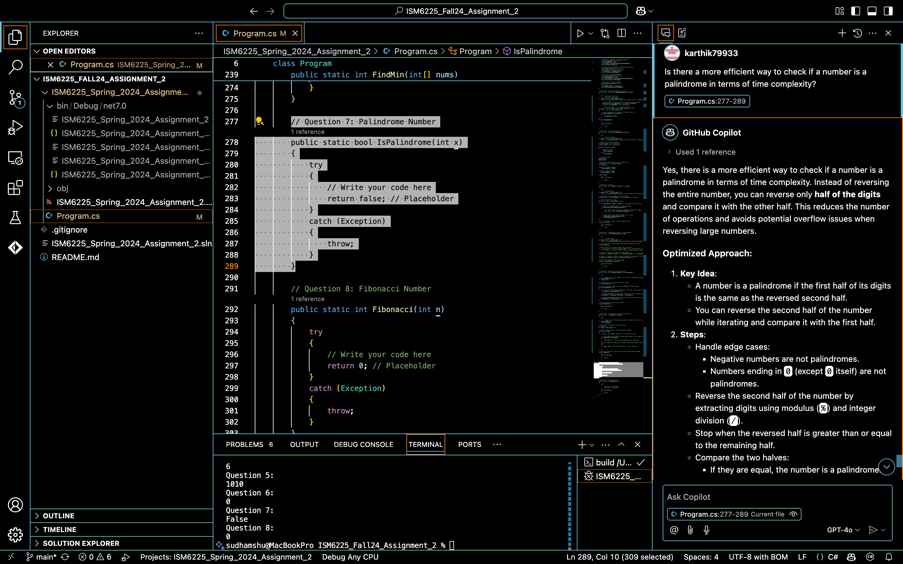 ISM6225_Fall24_Assignment_2
EXPLORER
OPEN EDITORS
Program.cs ISM6225_Spring_2... M
ISM6225_FALL24_ASSIGNMENT_2
ISM6225_Spring_2024_Assignme...
bin/Debug/net7.0
ISM6225_Spring_2024_Assignment_2
ISM6225_Spring_2024_Assignment_...
ISM6225_Spring_2024_Assignment_...
ISM6225_Spring_2024_Assignment_...
ISM6225_Spring_2024_Assignment_...
obj
ISM6225_Spring_2024_Assignment_2....
Program.cs M
.gitignore
ISM6225_Spring_2024_Assignment_2.sln
README.md
OUTLINE
TIMELINE
SOLUTION EXPLORER
Program.cs M
ISM6225_Spring_2024_Assignment_2 > Program.cs > Program > IsPalindrome
6 class Program
239 public static int FindMin(int[] nums)
274 }
275 }
276
277 // Question 7: Palindrome Number
1 reference
278 public static bool IsPalindrome(int x)
279 {
280 try
281 {
282 // Write your code here
283 return false; // Placeholder
284 }
285 catch (Exception)
286 {
287 throw;
288 }
289 }
290
291 // Question 8: Fibonacci Number
1 reference
292 public static int Fibonacci(int n)
293 {
294 try
295 {
296 // Write your code here
297 return 0; // Placeholder
298 }
299 catch (Exception)
300 {
301 throw;
302 }
303 }
PROBLEMS 6 OUTPUT DEBUG CONSOLE TERMINAL PORTS
6
Question 5:
1010
Question 6:
0
Question 7:
False
Question 8:
0
sudhamshu@MacBookPro ISM6225_Fall24_Assignment_2 %
build /U...
ISM6225_...
karthik79933
Is there a more efficient way to check if a number is a
palindrome in terms of time complexity?
Program.cs:277-289
GitHub Copilot
Used 1 reference
Yes, there is a more efficient way to check if a number is a
palindrome in terms of time complexity. Instead of reversing
the entire number, you can reverse only half of the digits
and compare it with the other half. This reduces the
number of operations and avoids potential overflow issues when
reversing large numbers.
Optimized Approach:
1. Key Idea:
A number is a palindrome if the first half of its digits
is the same as the reversed second half.
You can reverse the second half of the number
while iterating and compare it with the first half.
2. Steps:
Handle edge cases:
Negative numbers are not palindromes.
Numbers ending in 0 (except 0 itself) are not
palindromes.
Reverse the second half of the number by
extracting digits using modulus (%) and integer
division (/).
Stop when the reversed half is greater than or equal
to the remaining half.
Compare the two halves:
If they are equal, the number is a palindrome
Ask Copilot
Program.cs:277-289 Current file
GPT-4o
main* 0 6 Projects: ISM6225_Spring_2024_Assignment_2 Debug Any CPU Ln 289, Col 10 (309 selected) Spaces: 4 UTF-8 with BOM LF {} C#